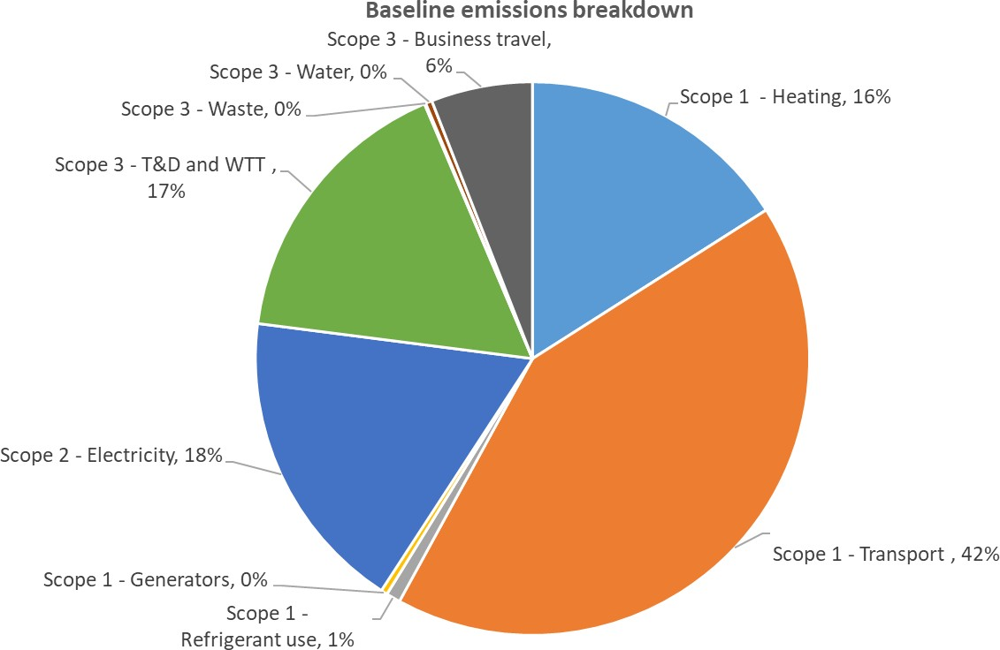 Baseline emissions breakdown
Scope 3 - Business travel,
6%
Scope 3 - Water, 0%
Scope 1  - Heating, 16%
Scope 3 - Waste, 0%
Scope 3 - T&D and WTT ,
17%
Scope 2 - Electricity, 18%
Scope 1 - Transport , 42%
Scope 1 - Generators, 0%
Scope 1 -
Refrigerant use, 1%